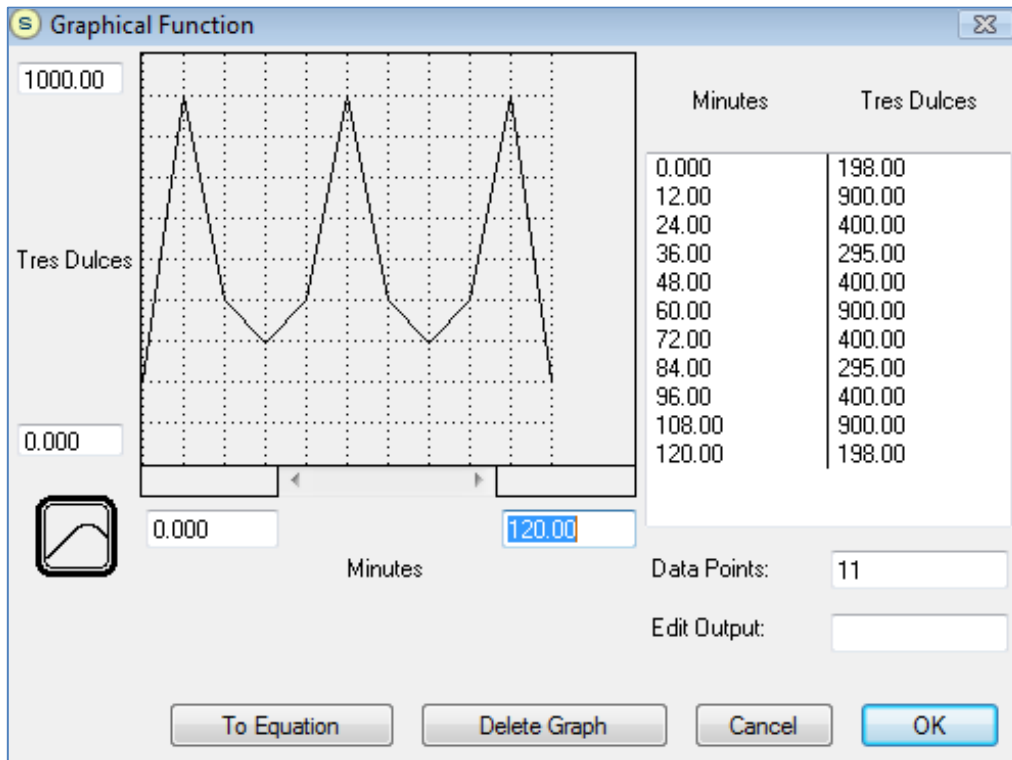 S Graphical Function
1000.00
Tres Dulces
0.000
0.000
120.00
Minutes
Minutes Tres Dulces
0.000 198.00
12.00 900.00
24.00 400.00
36.00 295.00
48.00 400.00
60.00 900.00
72.00 400.00
84.00 295.00
96.00 400.00
108.00 900.00
120.00 198.00
Data Points: 11
Edit Output:
To Equation
Delete Graph
Cancel
OK